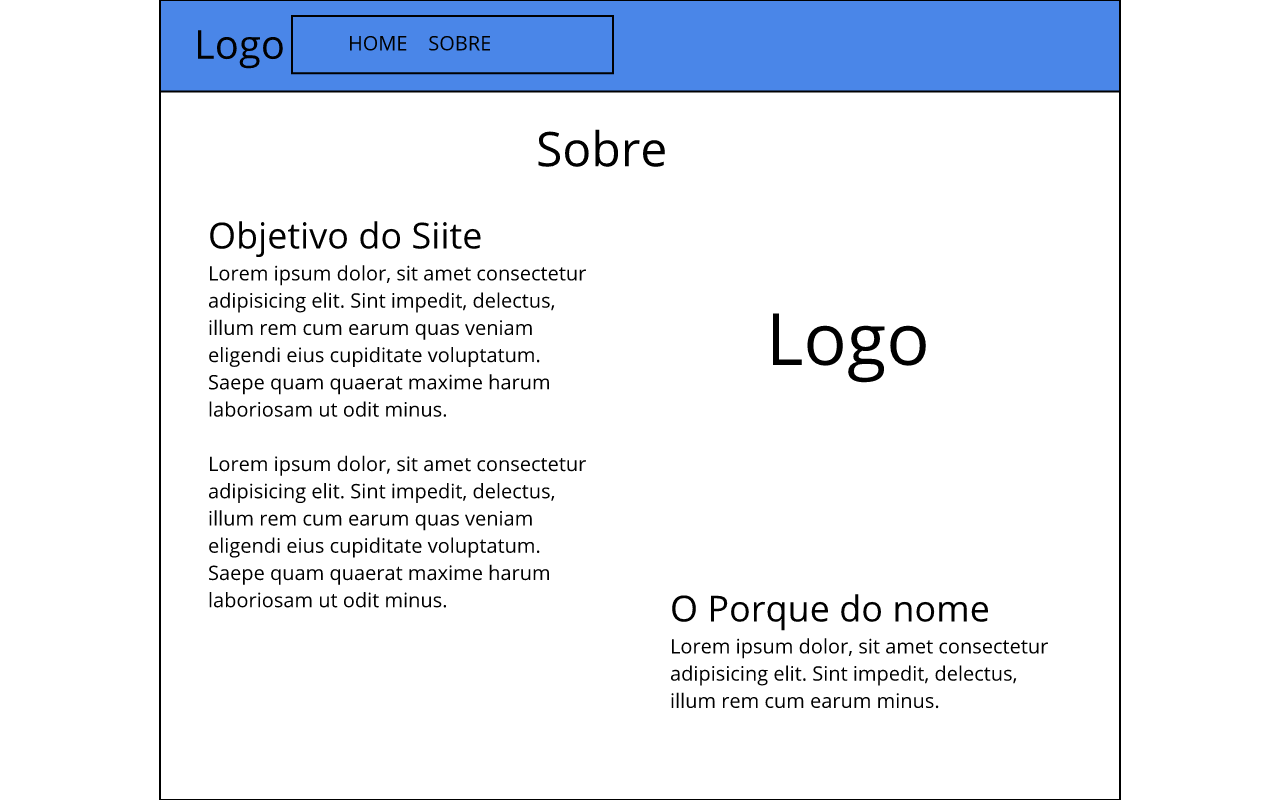 Logo
HOME SOBRE
Sobre
Objetivo do Siite
Lorem ipsum dolor, sit amet consectetur
adipisicing elit. Sint impedit, delectus,
illum rem cum earum quas veniam
eligendi eius cupiditate voluptatum.
Saepe quam quaerat maxime harum
laboriosam ut odit minus.
Lorem ipsum dolor, sit amet consectetur
adipisicing elit. Sint impedit, delectus,
illum rem cum earum quas veniam
eligendi eius cupiditate voluptatum.
Saepe quam quaerat maxime harum
laboriosam ut odit minus.
Logo
O Porque do nome
Lorem ipsum dolor, sit amet consectetur
adipisicing elit. Sint impedit, delectus,
illum rem cum earum minus.